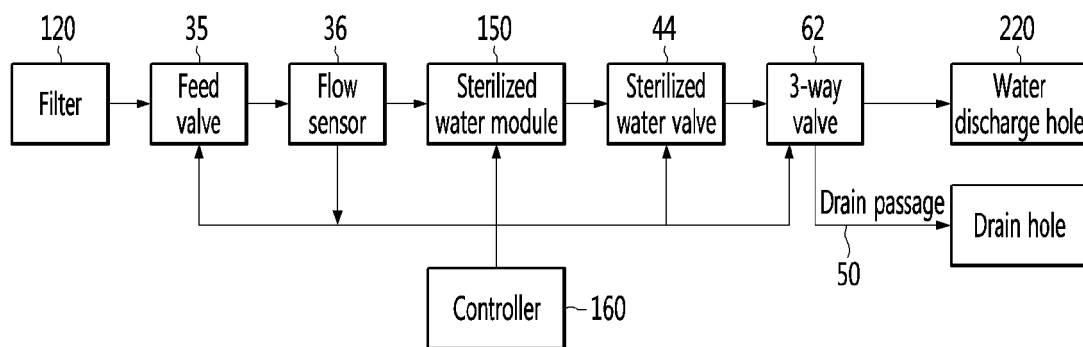 120
35
36
150
44
62
220
Filter
Feed
valve
Flow
sensor
Sterilized
water module
Sterilized
water valve
3-way
valve
Water
discharge hole
Drain passage
50
Drain hole
Controller
160